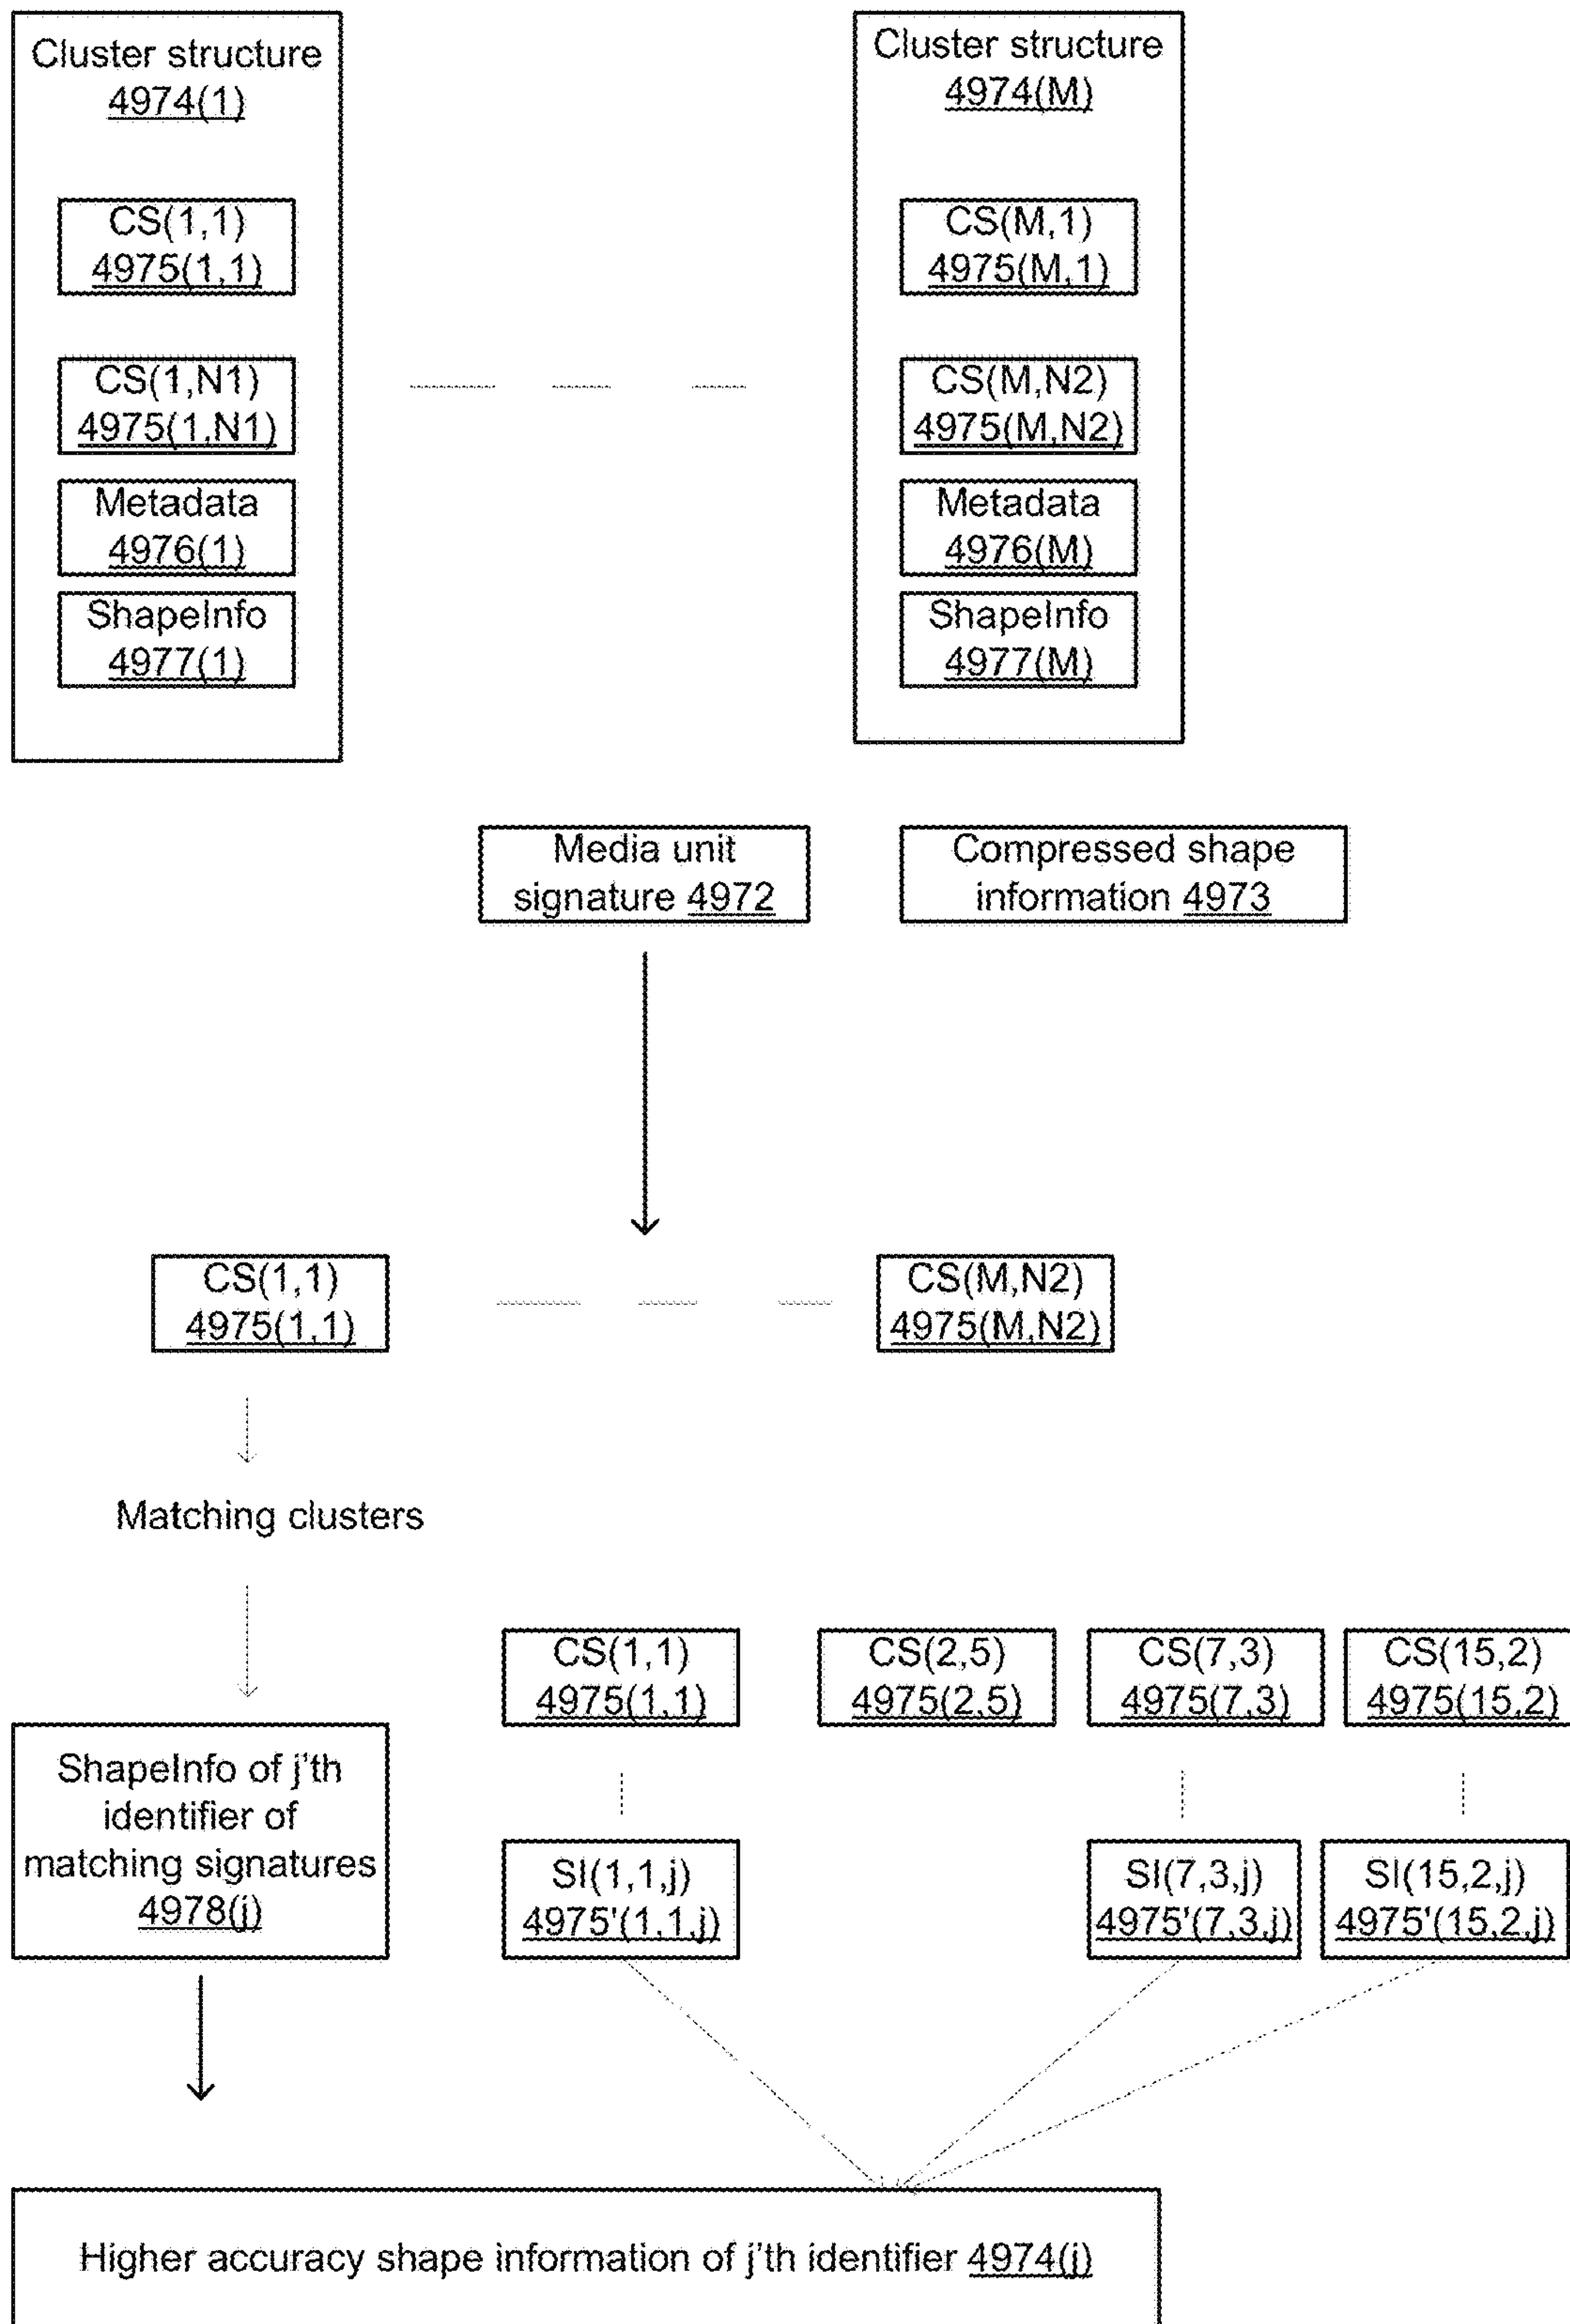 Cluster structure
4974(1)
CS(1,1)
4975(1,1)
CS(1,N1)
4975(1,N1)
Metadata
4976(1)
ShapeInfo
4977(1)
Cluster structure
4974(M)
CS(M,1)
4975(M,1)
CS(M,N2)
4975(M,N2)
Metadata
4976(M)
ShapeInfo
4977(M)
Media unit
signature 4972
Compressed shape
information 4973
CS(1,1)
4975(1,1)
CS(M,N2)
4975(M,N2)
Matching clusters
ShapeInfo of j'th
identifier of
matching signatures
4978(j)
CS(1,1)
4975(1,1)
CS(2,5)
4975(2,5)
CS(7,3)
4975(7,3)
CS(15,2)
4975(15,2)
SI(1,1,j)
4975'(1,1,j)
SI(7,3,j)
4975'(7,3,j)
SI(15,2,j)
4975'(15,2,j)
Higher accuracy shape information of j'th identifier 4974(j)